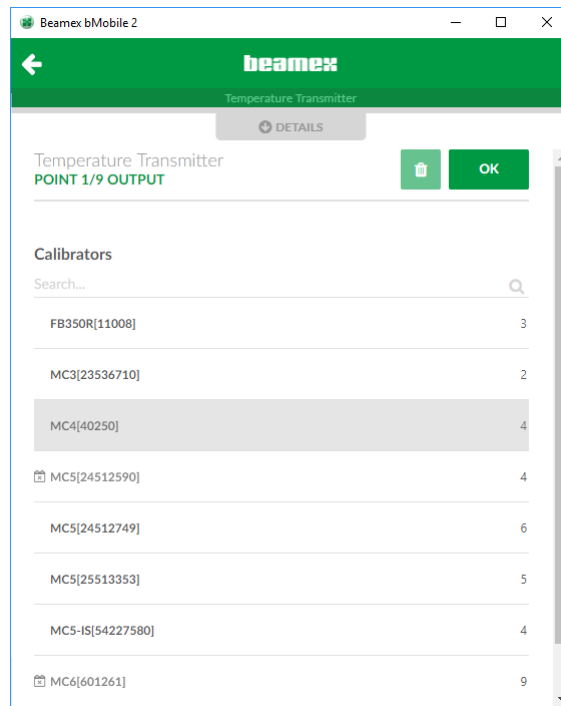 Beamex bMobile 2
beamex
Temperature Transmitter
DETAILS
Temperature Transmitter
POINT 1/9 OUTPUT
OK
Calibrators
Search...
FB350R[11008] 3
MC3[23536710] 2
MC4[40250] 4
MC5[24512590] 4
MC5[24512749] 6
MC5[25513353] 5
MC5-IS[54227580] 4
MC6[601261] 9